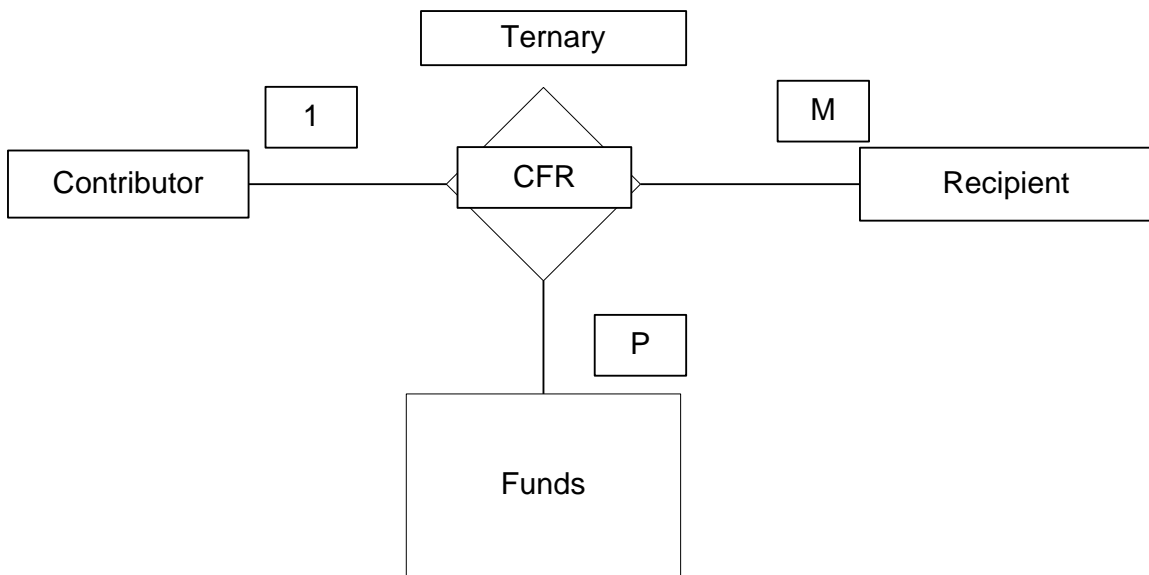 Ternary
1
M
Contributor
CFR
Recipient
P
Funds